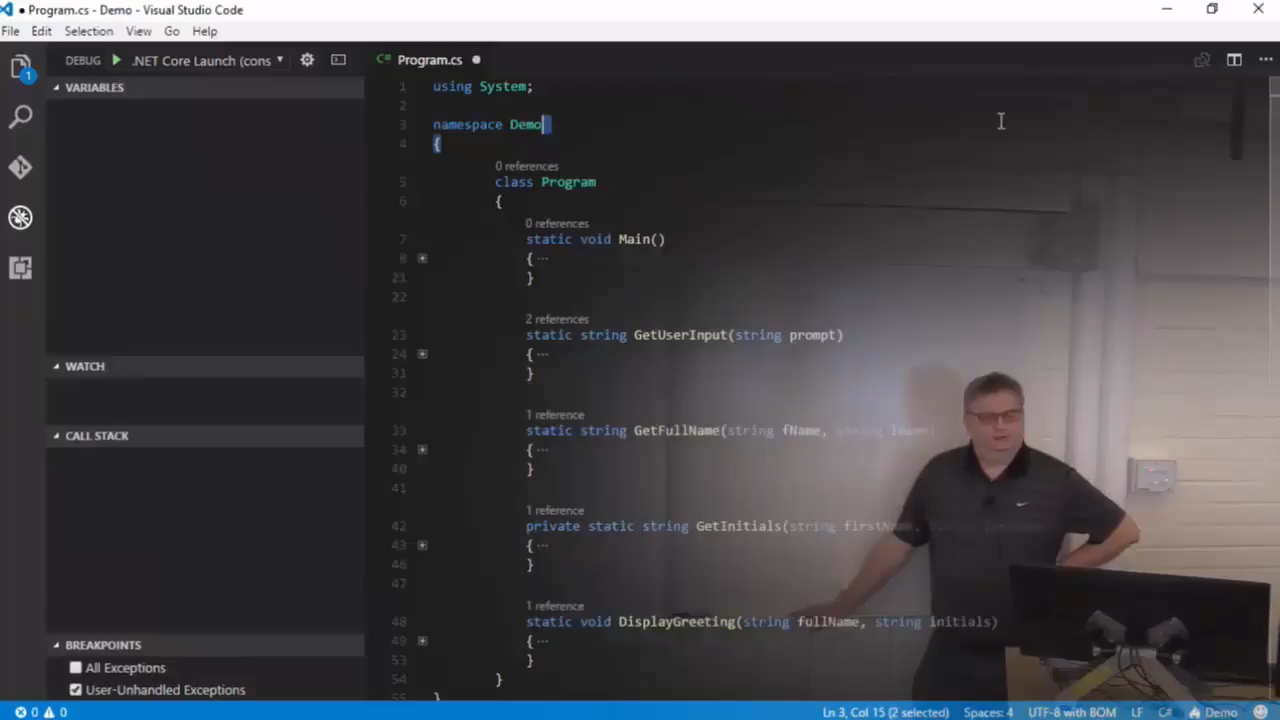 ● Program.cs - Demo - Visual Studio Code
File Edit Selection View Go Help
DEBUG .NET Core Launch (cons
VARIABLES
WATCH
CALL STACK
BREAKPOINTS
All Exceptions
User-Unhandled Exceptions
1
C# Program.cs ●
1 using System;
2
3 namespace Demo
4 {
0 references
5 class Program
6 {
0 references
7 static void Main()
8 { ...
21 }
22
2 references
23 static string GetUserInput(string prompt)
24 { ...
31 }
32
1 reference
33 static string GetFullName(string fName, string lName)
34 { ...
40 }
41
1 reference
42 private static string GetInitials(string firstName,
43 { ...
46 }
47
1 reference
48 static void DisplayGreeting(string fullName, string initials)
49 { ...
53 }
54 }
55 }
0 0 Ln 3, Col 15 (2 selected) Spaces: 4 UTF-8 with BOM LF C# Demo